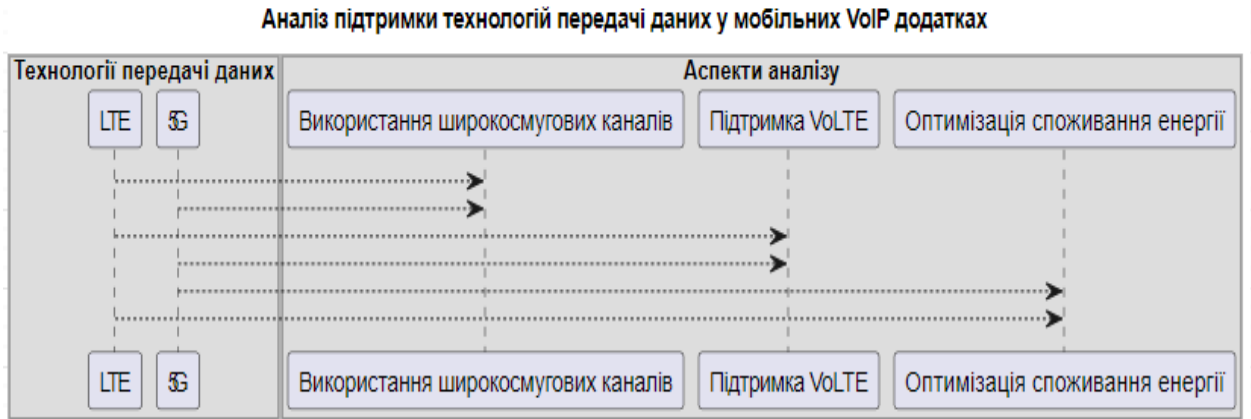 Аналіз підтримки технологій передачі даних у мобільних VoIP додатках
Технології передачі даних
Аспекти аналізу
LTE
5G
Використання широкосмугових каналів
Підтримка VoLTE
Оптимізація споживання енергії
LTE
5G
Використання широкосмугових каналів
Підтримка VoLTE
Оптимізація споживання енергії